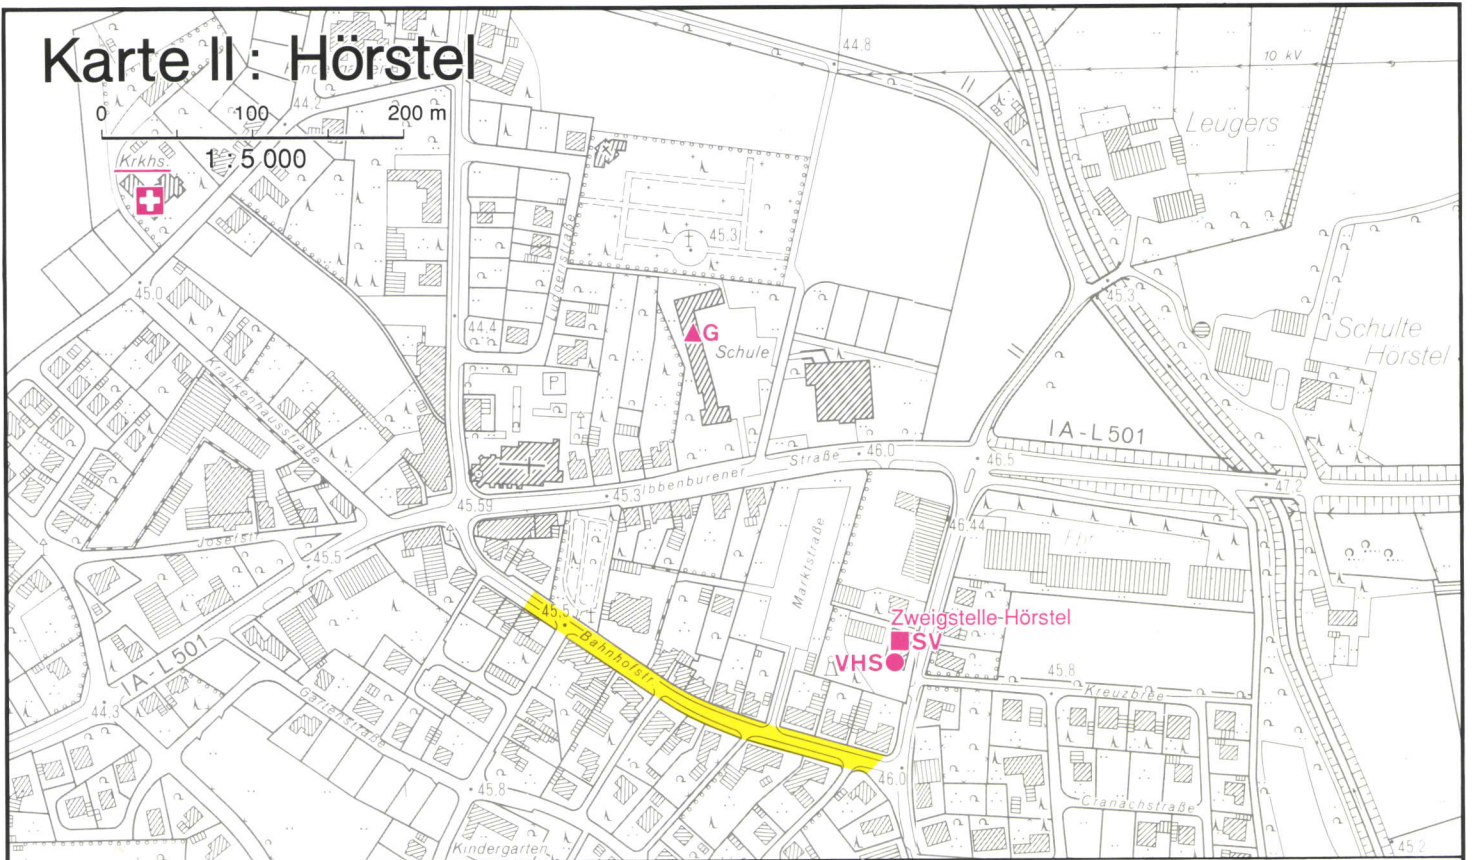 Karte II: Hörstel
0 100 200 m
1 : 5 000
Krkhs.
44.2
44.8
10 kV
Leugers
45.3
Ludgeristraße
45.0
44.4
45.3
Schulte
Hörstel
G
Schule
P
Krankenhausstraße
IA-L501
46.0
46.5
47.2
Ibbenburener Straße
45.3
45.59
46.44
Josefstr.
45.5
Marktstraße
45.5
Bahnhofstr.
Zweigstelle-Hörstel
SV
VHS
IA-L501
45.8
Kreuzbree
44.3
Gartenstraße
46.0
45.8
Cranachstraße
Kindergarten
45.2